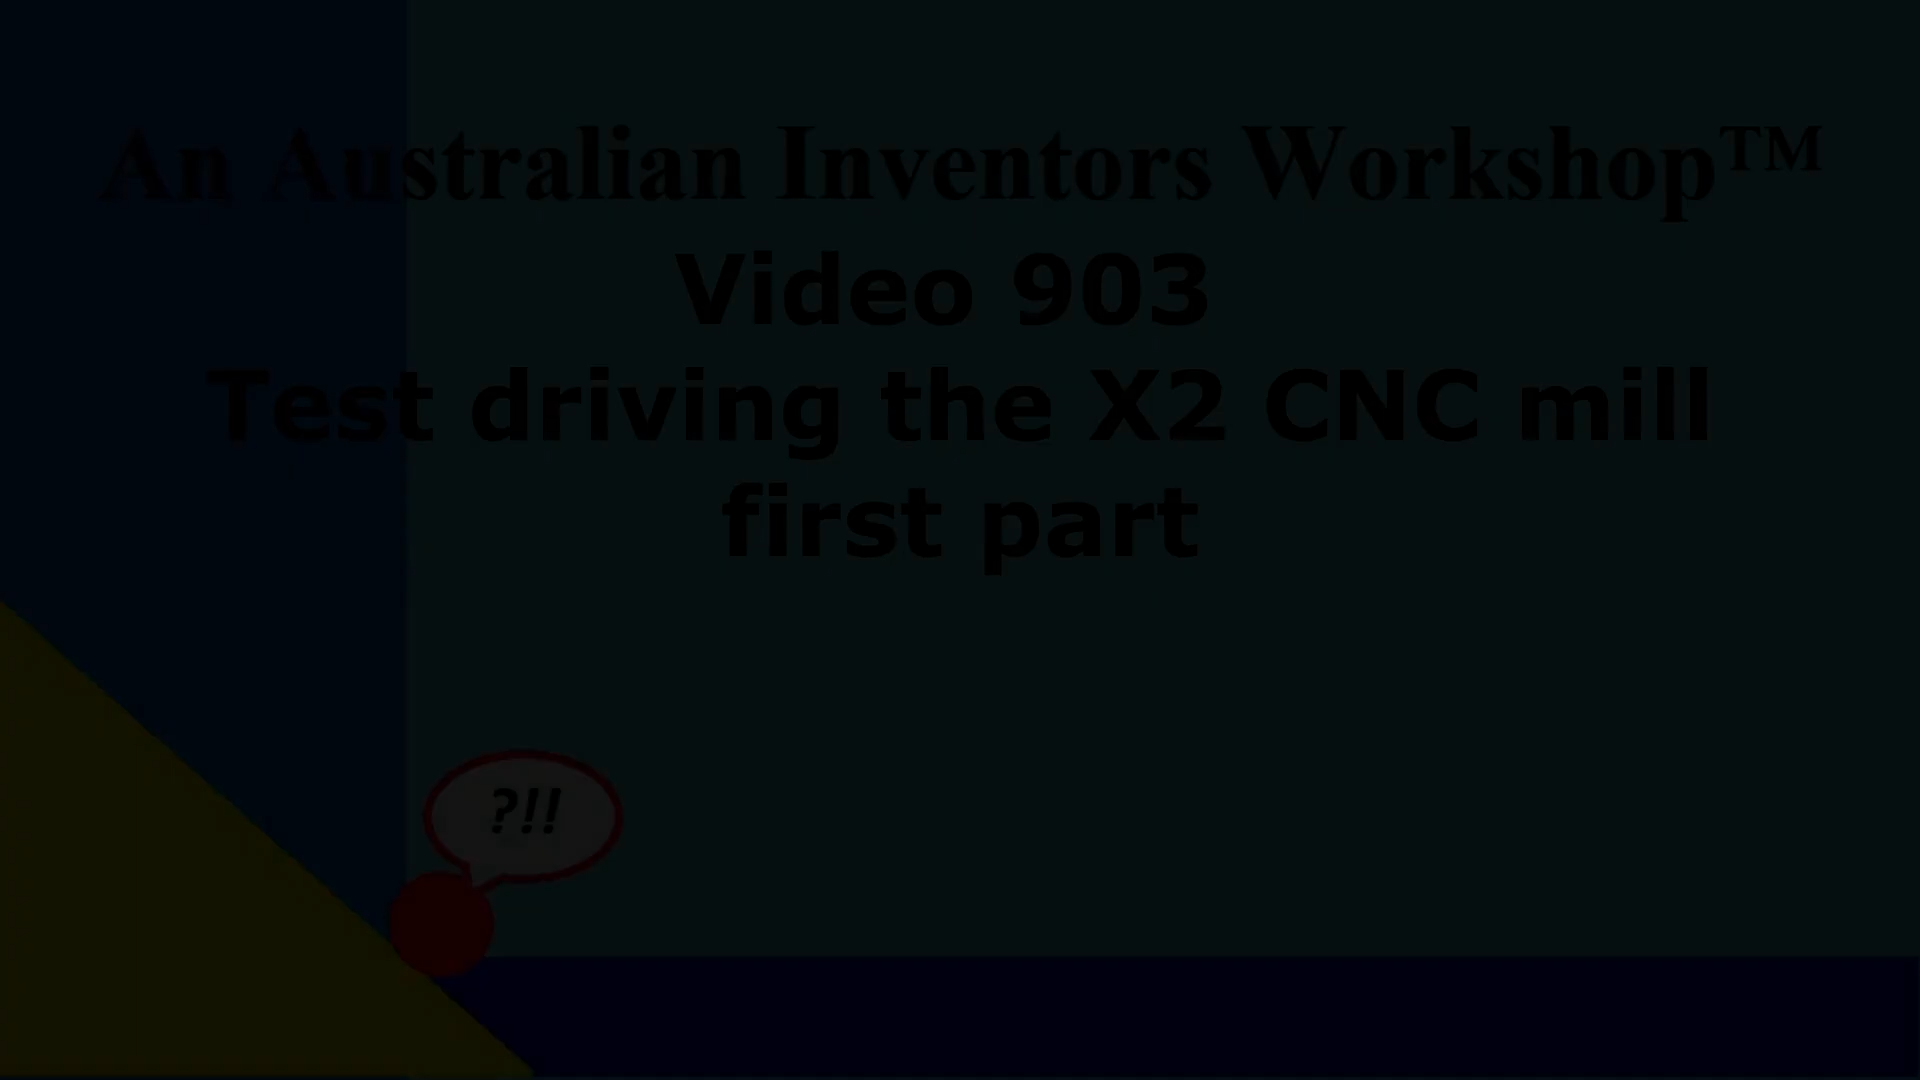 An Australian Inventors Workshop™
Video 903
Test driving the X2 CNC mill
first part
?!!